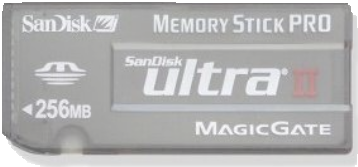 SanDisk MEMORY STICK PRO
SanDisk
ultra II
◄256MB
MAGICGATE